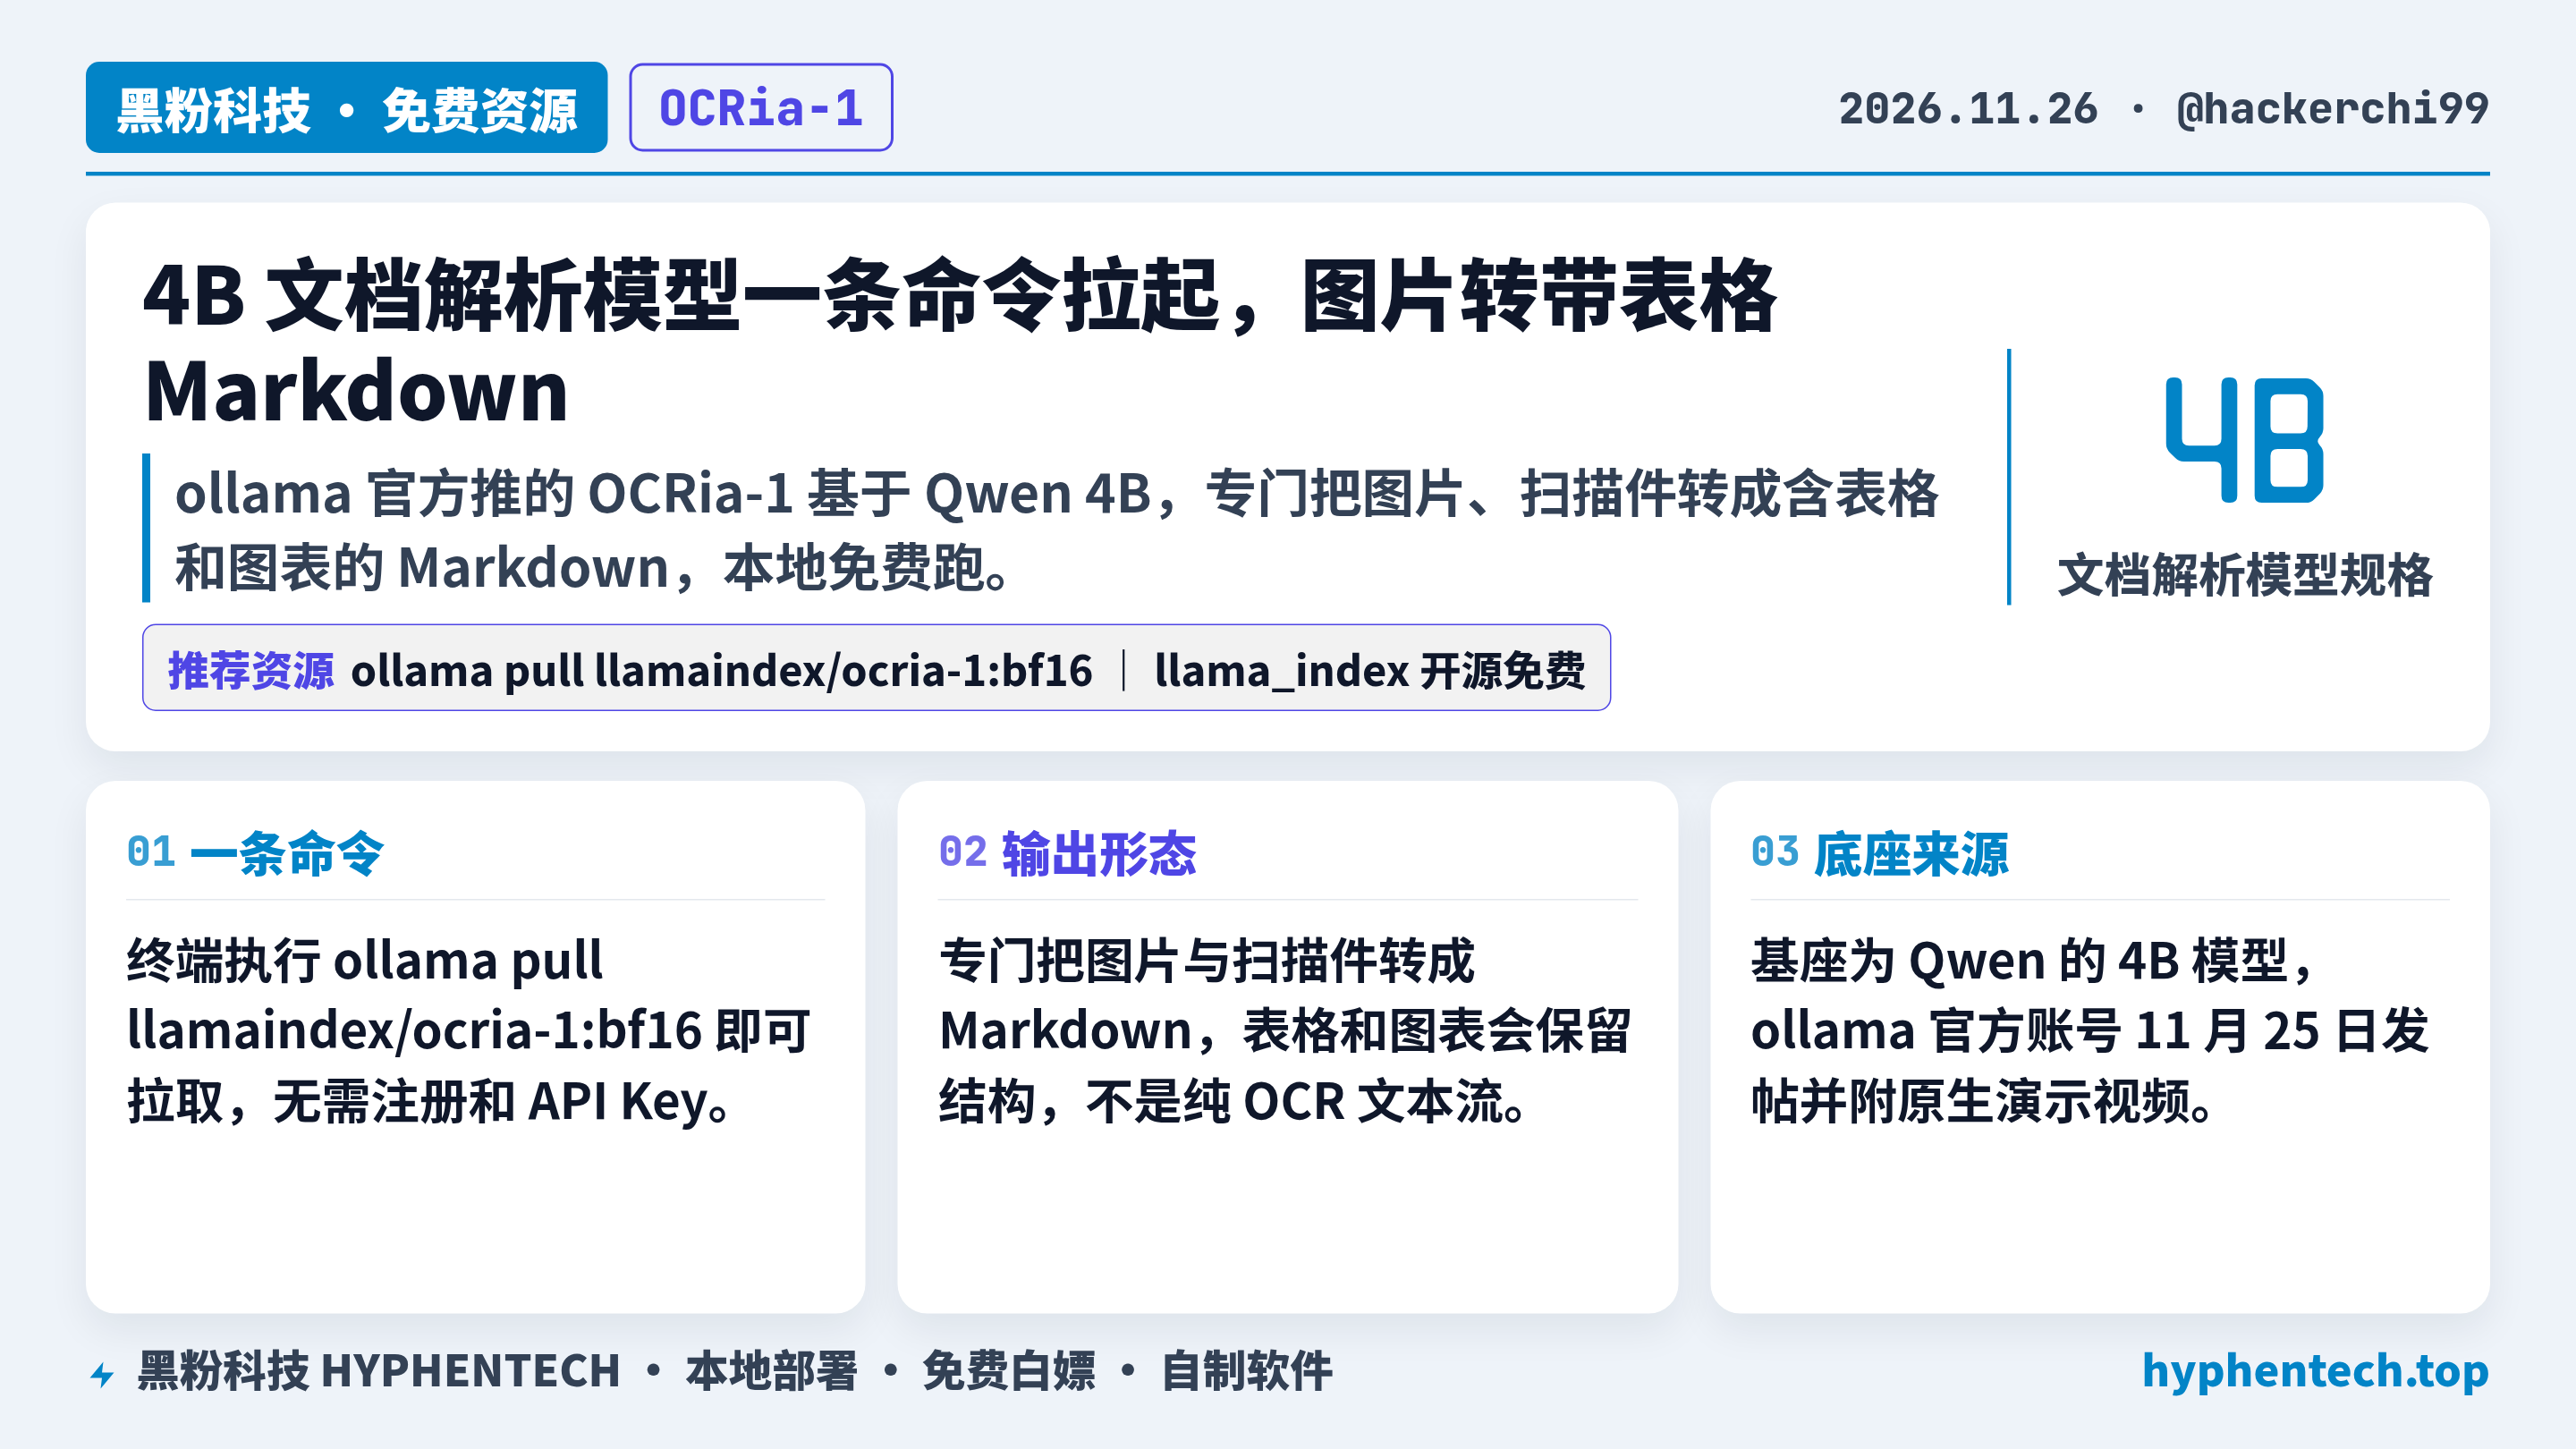 黑粉科技 • 免费资源
OCRia-1
2026.11.26 · @hackerchi99
4B 文档解析模型一条命令拉起，图片转带表格
Markdown
ollama 官方推的 OCRia-1 基于 Qwen 4B，专门把图片、扫描件转成含表格
和图表的 Markdown，本地免费跑。
4B
文档解析模型规格
推荐资源 ollama pull llamaindex/ocria-1:bf16 ｜ llama_index 开源免费
01 一条命令
终端执行 ollama pull
llamaindex/ocria-1:bf16 即可
拉取，无需注册和 API Key。
02 输出形态
专门把图片与扫描件转成
Markdown，表格和图表会保留
结构，不是纯 OCR 文本流。
03 底座来源
基座为 Qwen 的 4B 模型，
ollama 官方账号 11 月 25 日发
帖并附原生演示视频。
黑粉科技 HYPHENTECH • 本地部署 • 免费白嫖 • 自制软件
hyphentech.top